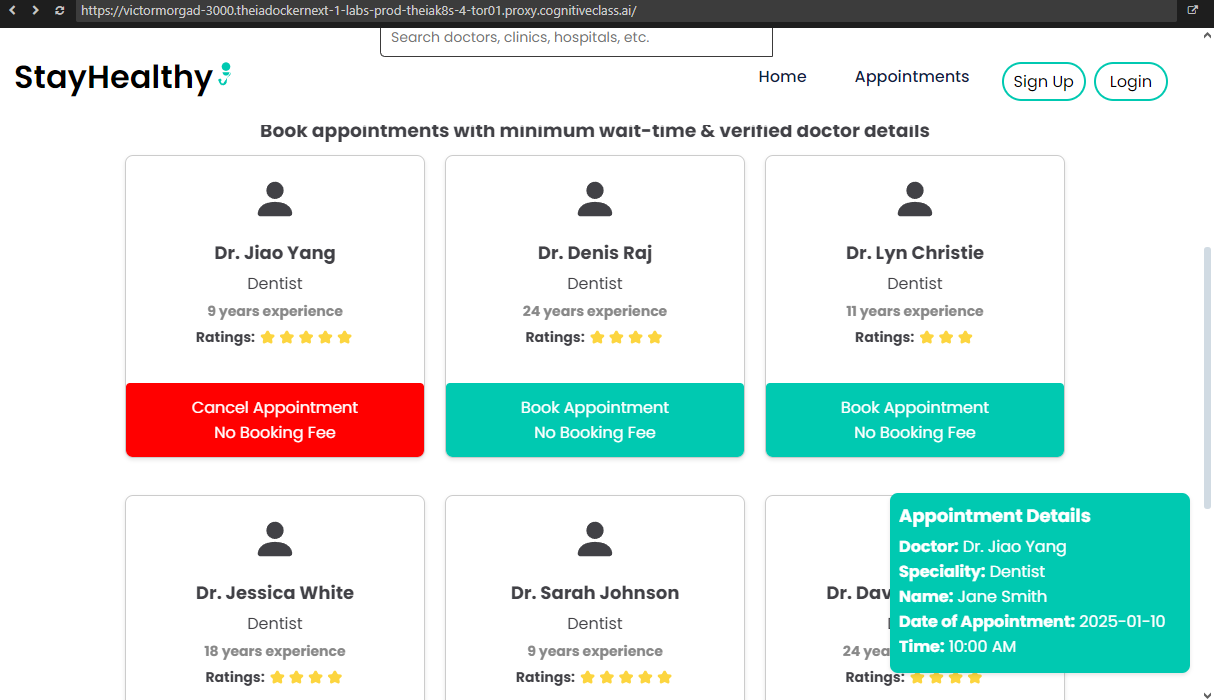 https://victormorgad-3000.theiadockernext-1-labs-prod-theiak8s-4-tor01.proxy.cognitiveclass.ai/
Search doctors, clinics, hospitals, etc.
StayHealthy
Home
Appointments
Sign Up
Login
Book appointments with minimum wait-time & verified doctor details
Dr. Jiao Yang
Dentist
9 years experience
Ratings:
Cancel Appointment
No Booking Fee
Dr. Denis Raj
Dentist
24 years experience
Ratings:
Book Appointment
No Booking Fee
Dr. Lyn Christie
Dentist
11 years experience
Ratings:
Book Appointment
No Booking Fee
Dr. Jessica White
Dentist
18 years experience
Ratings:
Dr. Sarah Johnson
Dentist
9 years experience
Ratings:
Dr. Dav
24 yea
Ratings:
Appointment Details
Doctor: Dr. Jiao Yang
Speciality: Dentist
Name: Jane Smith
Date of Appointment: 2025-01-10
Time: 10:00 AM